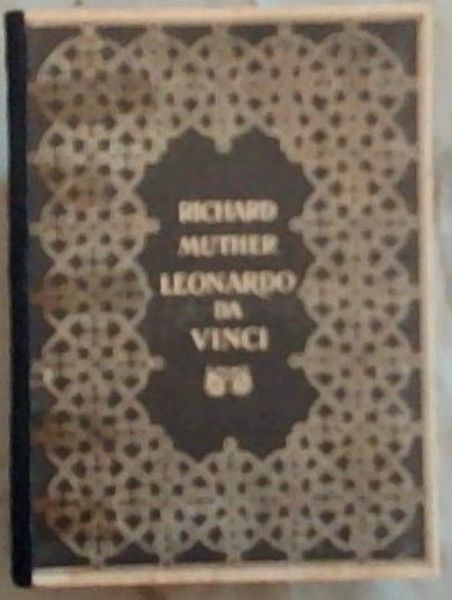 RICHARD
MUTHER
LEONARDO
DA
VINCI